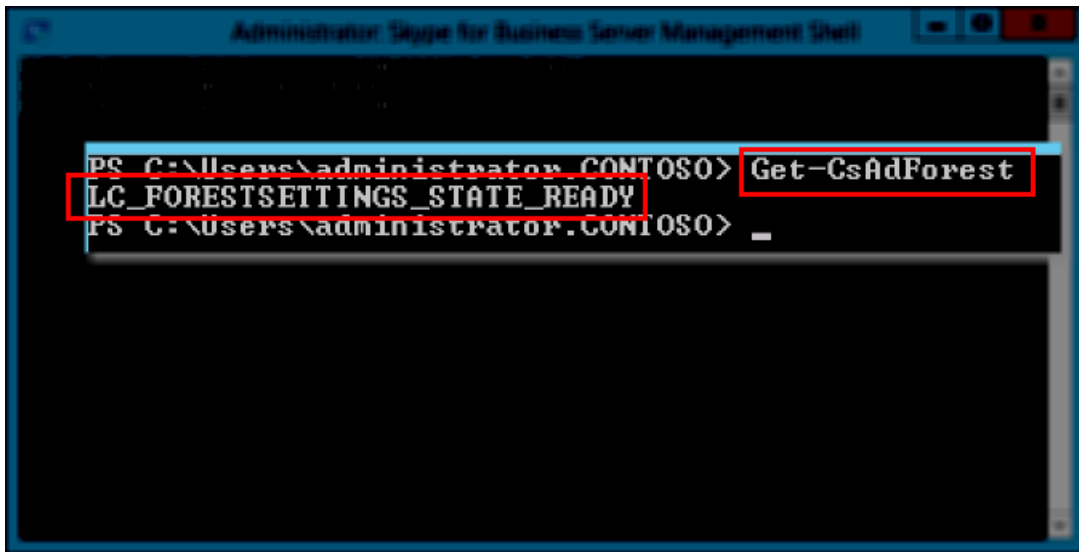 Administrator: Skype for Business Server Management Shell
PS C:\Users\administrator.CONTOSO> Get-CsAdForest
LC_FORESTSETTINGS_STATE_READY
PS C:\Users\administrator.CONTOSO> _